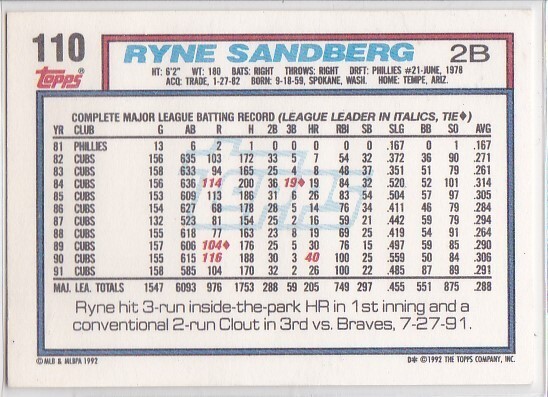 110 RYNE SANDBERG 2B
Topps®
HT: 6'2" WT: 180 BATS: RIGHT THROWS: RIGHT DRFT: PHILLIES #21-JUNE, 1978
ACQ: TRADE, 1-27-82 BORN: 9-18-59, SPOKANE, WASH. HOME: TEMPE, ARIZ.
COMPLETE MAJOR LEAGUE BATTING RECORD (LEAGUE LEADER IN ITALICS, TIE♦)
YR CLUB G AB R H 2B 3B HR RBI SB SLG BB SO AVG
81 PHILLIES 13 6 2 1 0 0 0 0 0 .167 0 1 .167
82 CUBS 156 635 103 172 33 5 7 54 32 .372 36 90 .271
83 CUBS 158 633 94 165 25 4 8 48 37 .351 51 79 .261
84 CUBS 156 636 114 200 36 19♦ 19 84 32 .520 52 101 .314
85 CUBS 153 609 113 186 31 6 26 83 54 .504 57 97 .305
86 CUBS 154 627 68 178 28 5 14 76 34 .411 46 79 .284
87 CUBS 132 523 81 154 25 2 16 59 21 .442 59 79 .294
88 CUBS 155 618 77 163 23 8 19 69 25 .419 54 91 .264
89 CUBS 157 606 104♦ 176 25 5 30 76 15 .497 59 85 .290
90 CUBS 155 615 116 188 30 3 40 100 25 .559 50 84 .306
91 CUBS 158 585 104 170 32 2 26 100 22 .485 87 89 .291
MAJ. LEA. TOTALS 1547 6093 976 1753 288 59 205 749 297 .455 551 875 .288
Ryne hit 3-run inside-the-park HR in 1st inning and a
conventional 2-run Clout in 3rd vs. Braves, 7-27-91.
©MLB & MLBPA 1992 D* ©1992 THE TOPPS COMPANY, INC.